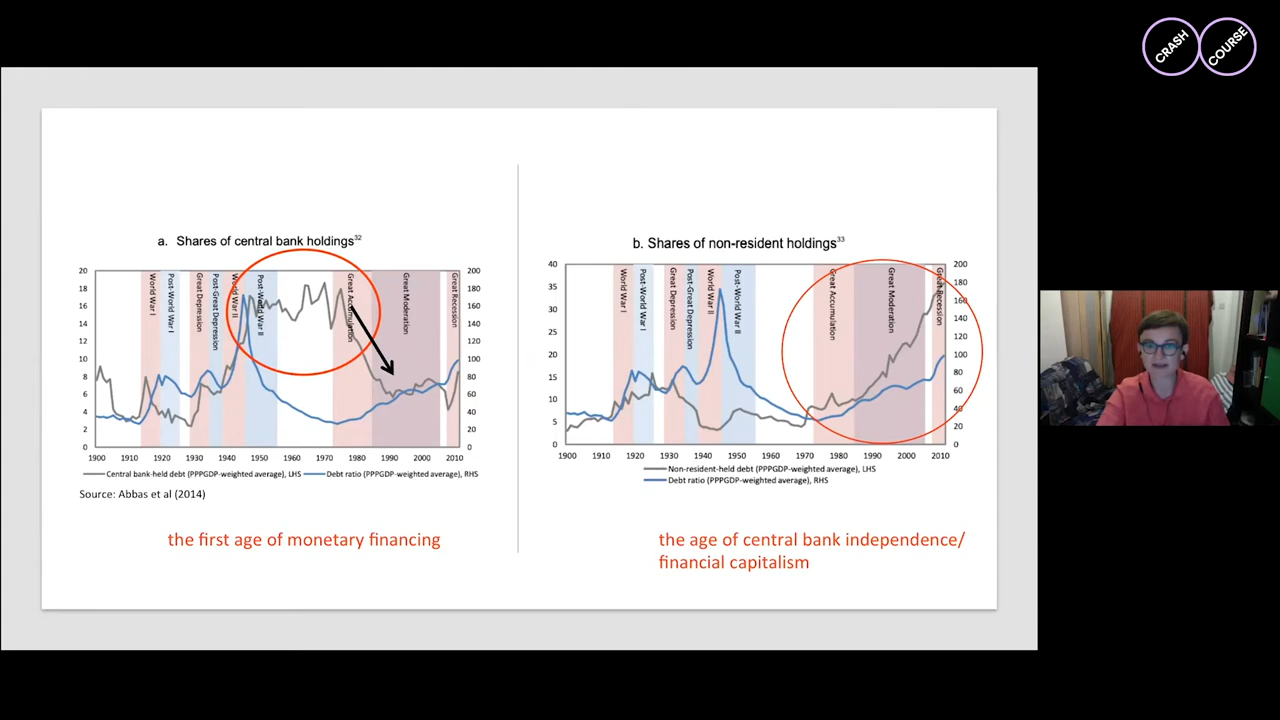 CRASH
COURSE
a. Shares of central bank holdings32
20
18
16
14
12
10
8
6
4
2
0
200
180
160
140
120
100
80
60
40
20
0
World War I
Post-World War I
Great Depression
Post-Great Depression
World War II
Post-World War II
Great Accumulation
Great Moderation
Great Recession
1900 1910 1920 1930 1940 1950 1960 1970 1980 1990 2000 2010
Central bank-held debt (PPPGDP-weighted average), LHS
Debt ratio (PPPGDP-weighted average), RHS
Source: Abbas et al (2014)
the first age of monetary financing
b. Shares of non-resident holdings33
40
35
30
25
20
15
10
5
0
200
180
160
140
120
100
80
60
40
20
0
World War I
Post-World War I
Great Depression
Post-Great Depression
World War II
Post-World War II
Great Accumulation
Great Moderation
Great Recession
1900 1910 1920 1930 1940 1950 1960 1970 1980 1990 2000 2010
Non-resident-held debt (PPPGDP-weighted average), LHS
Debt ratio (PPPGDP-weighted average), RHS
the age of central bank independence/
financial capitalism